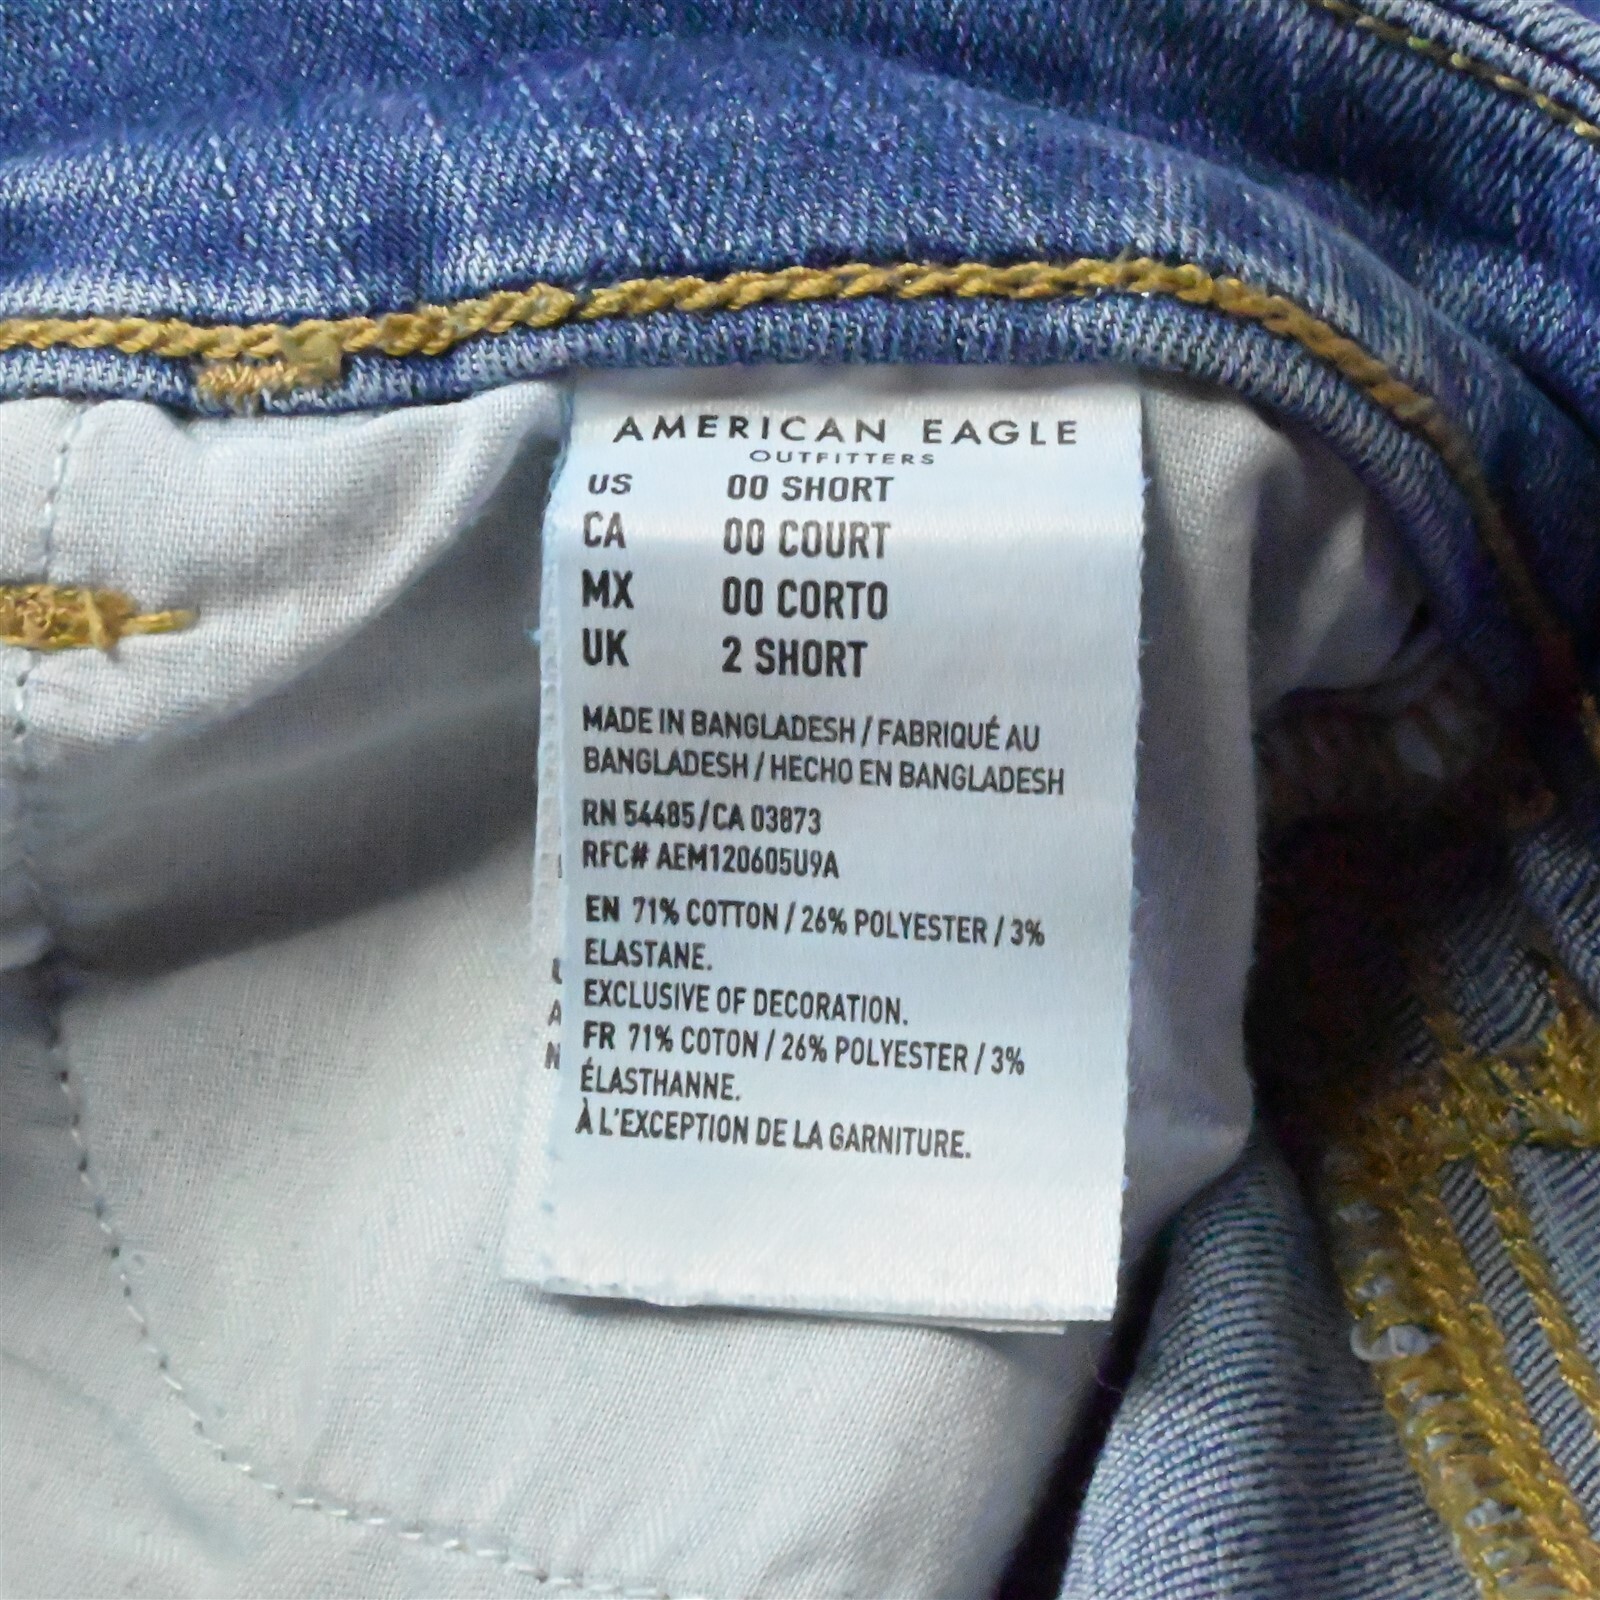 AMERICAN EAGLE
OUTFITTERS
US 00 SHORT
CA 00 COURT
MX 00 CORTO
UK 2 SHORT
MADE IN BANGLADESH / FABRIQUÉ AU
BANGLADESH / HECHO EN BANGLADESH
RN 54485/CA 03873
RFC# AEM120605U9A
EN 71% COTTON / 26% POLYESTER / 3%
ELASTANE.
EXCLUSIVE OF DECORATION.
FR 71% COTON / 26% POLYESTER / 3%
ÉLASTHANNE.
À L'EXCEPTION DE LA GARNITURE.